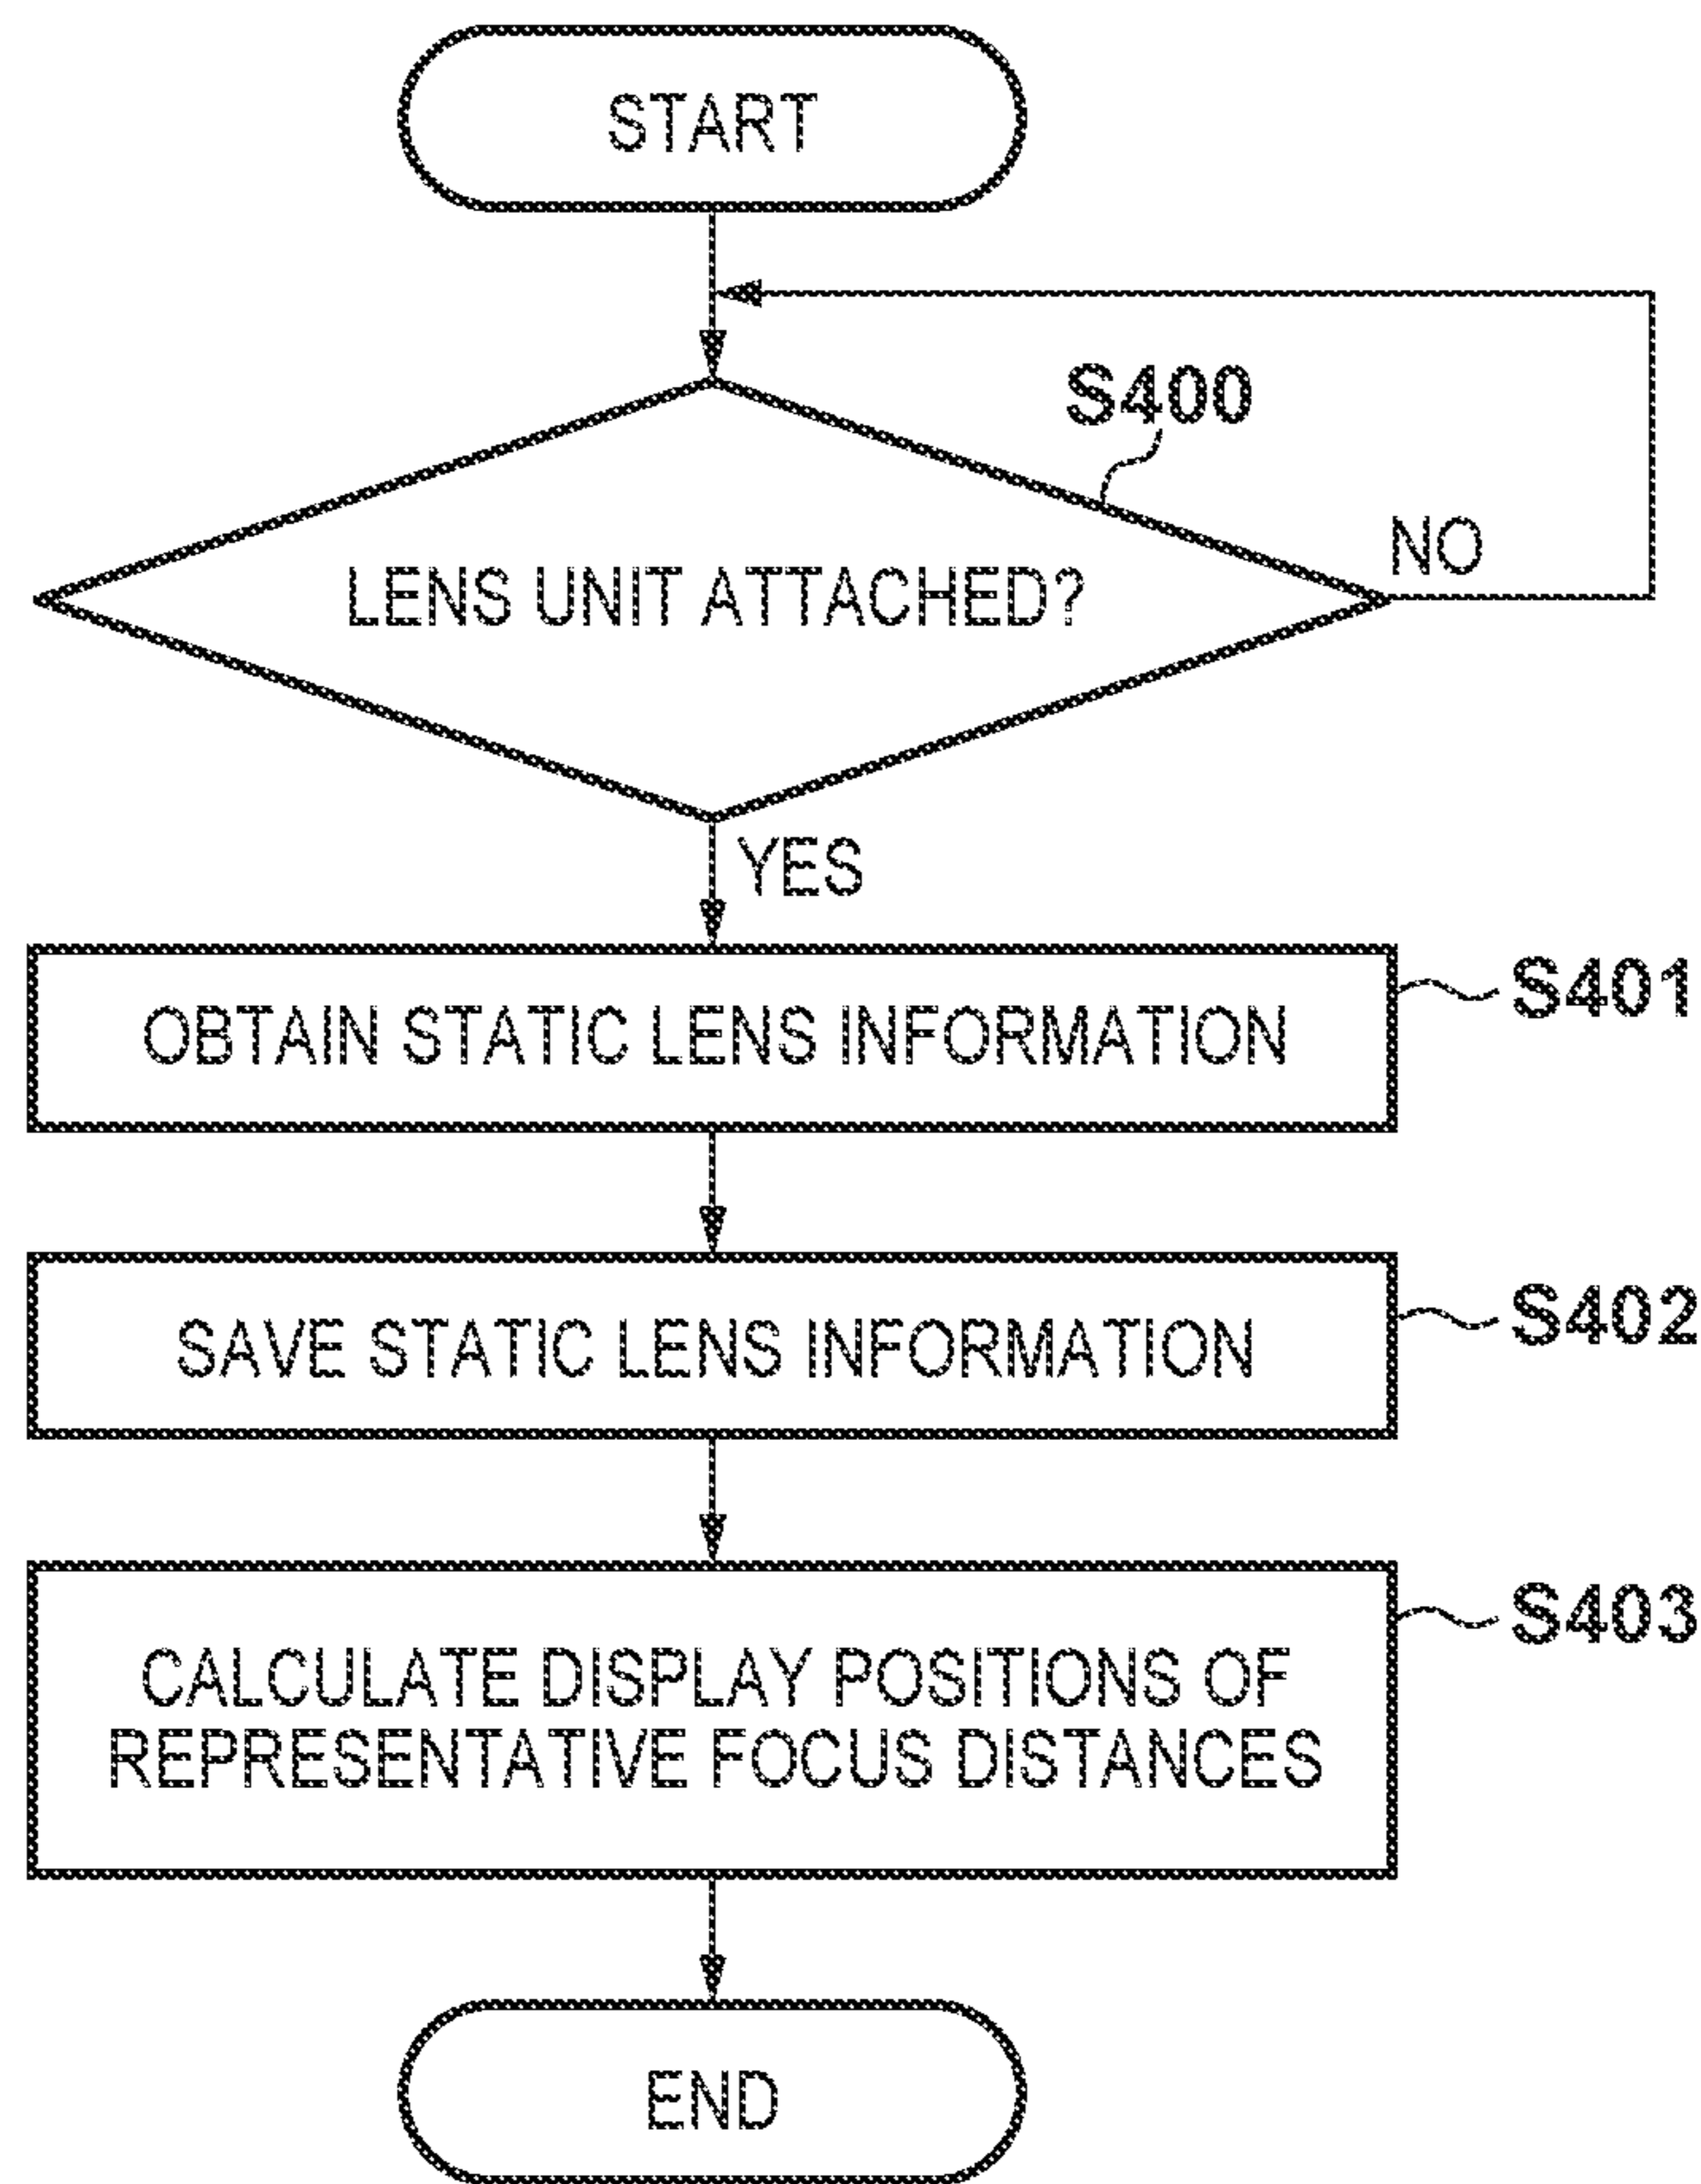 START
S400
LENS UNIT ATTACHED?
NO
YES
OBTAIN STATIC LENS INFORMATION
S401
SAVE STATIC LENS INFORMATION
S402
CALCULATE DISPLAY POSITIONS OF
REPRESENTATIVE FOCUS DISTANCES
S403
END